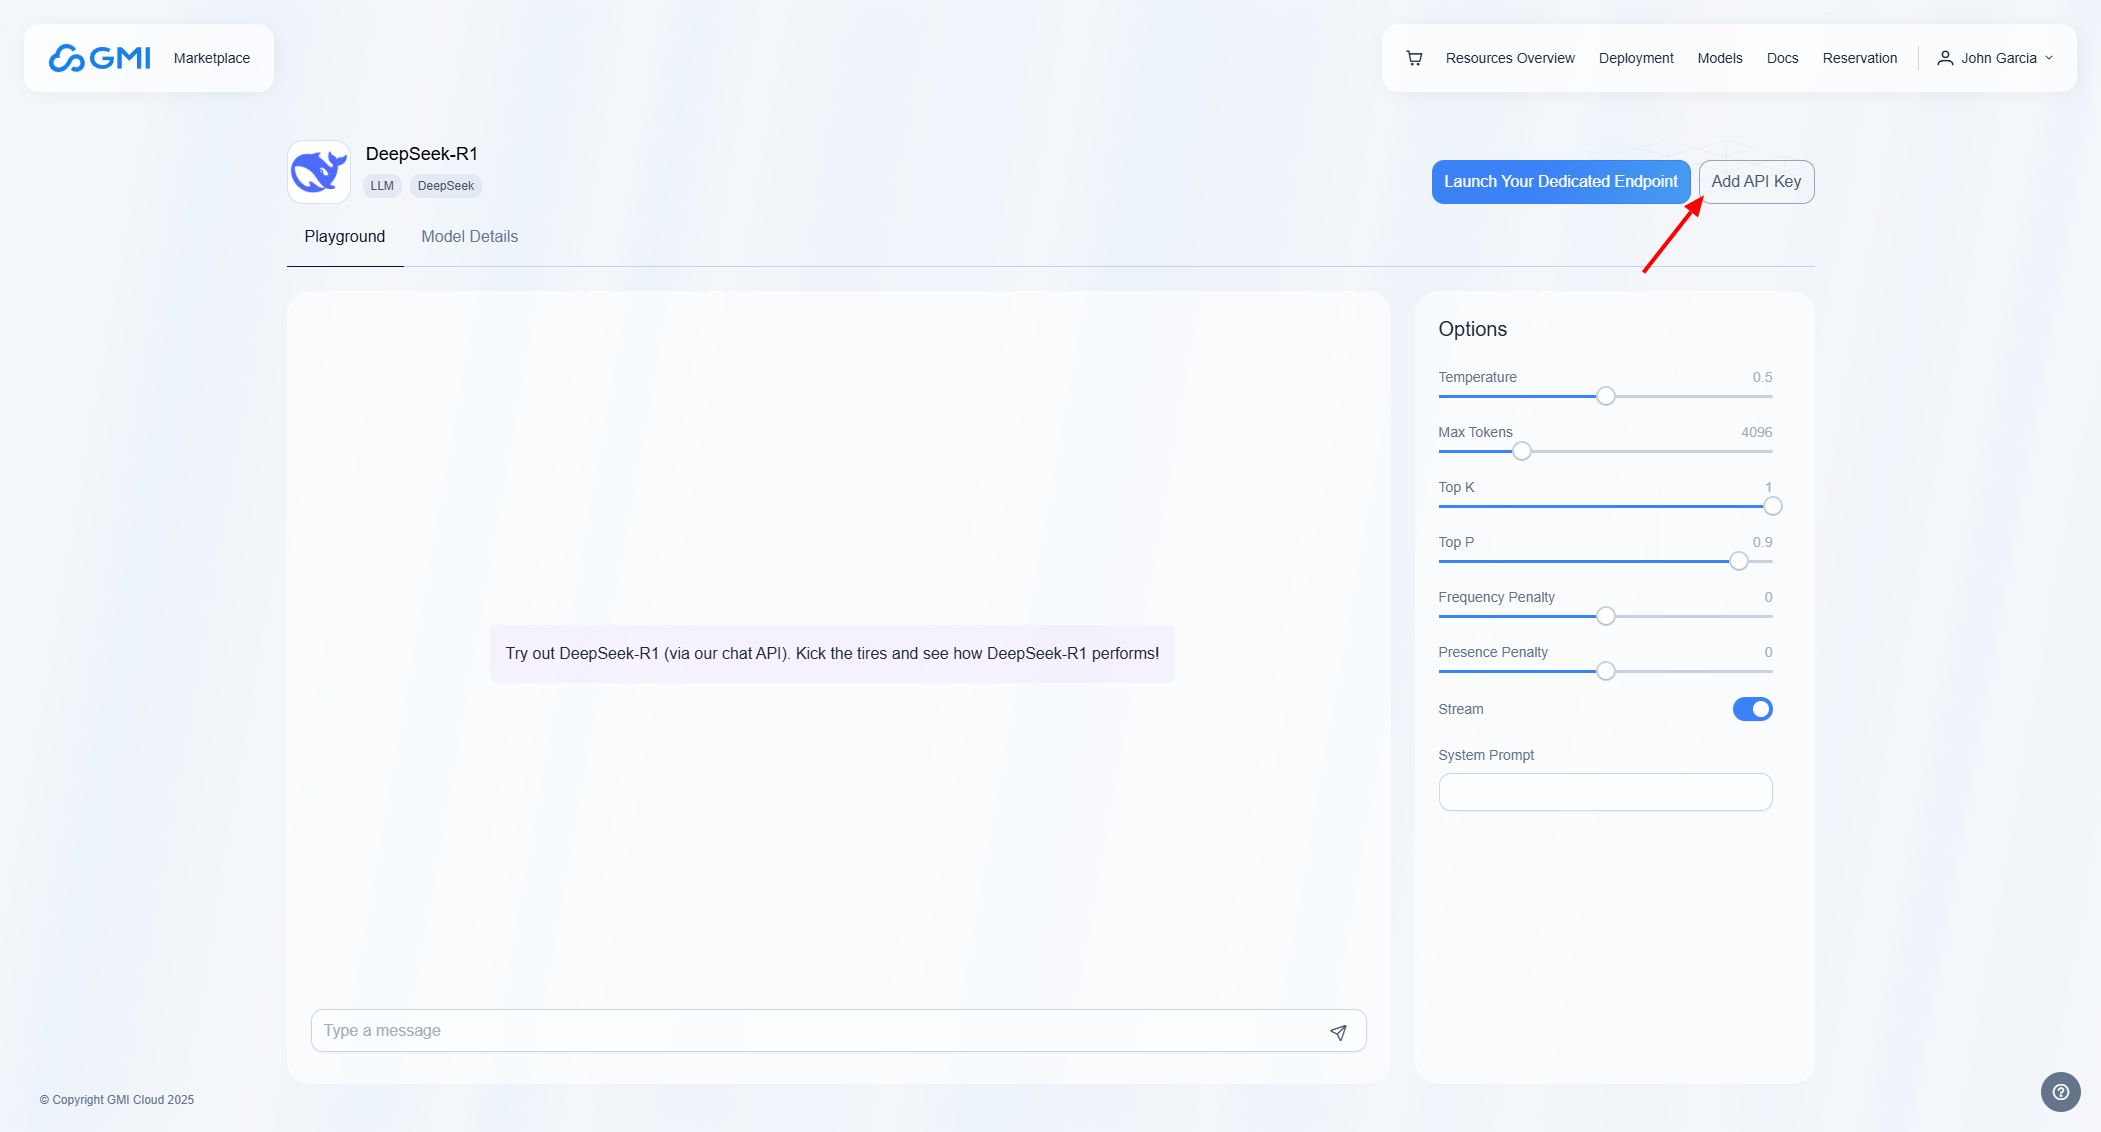 GMI Marketplace
Resources Overview Deployment Models Docs Reservation John Garcia
DeepSeek-R1
LLM DeepSeek
Launch Your Dedicated Endpoint Add API Key
Playground Model Details
Options
Temperature 0.5
Max Tokens 4096
Top K 1
Top P 0.9
Frequency Penalty 0
Presence Penalty 0
Stream
System Prompt
Try out DeepSeek-R1 (via our chat API). Kick the tires and see how DeepSeek-R1 performs!
Type a message
© Copyright GMI Cloud 2025